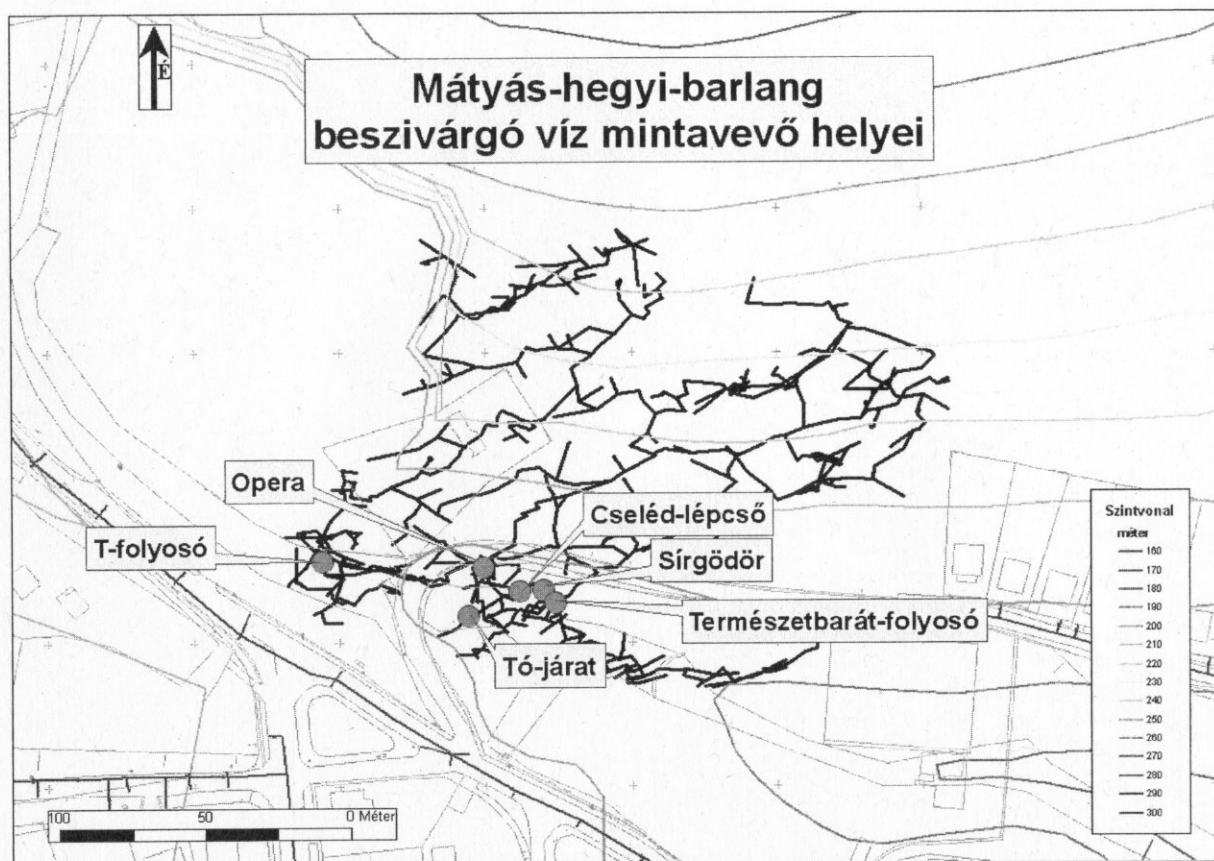 É
Mátyás-hegyi-barlang
beszivárgó víz mintavevő helyei
Opera
Cseléd-lépcső
T-folyosó
Sírgödör
Természetbarát-folyosó
Tó-járat
Szintvonal
méter
160
170
180
190
200
210
220
230
240
250
260
270
280
290
300
100 50 0 Méter